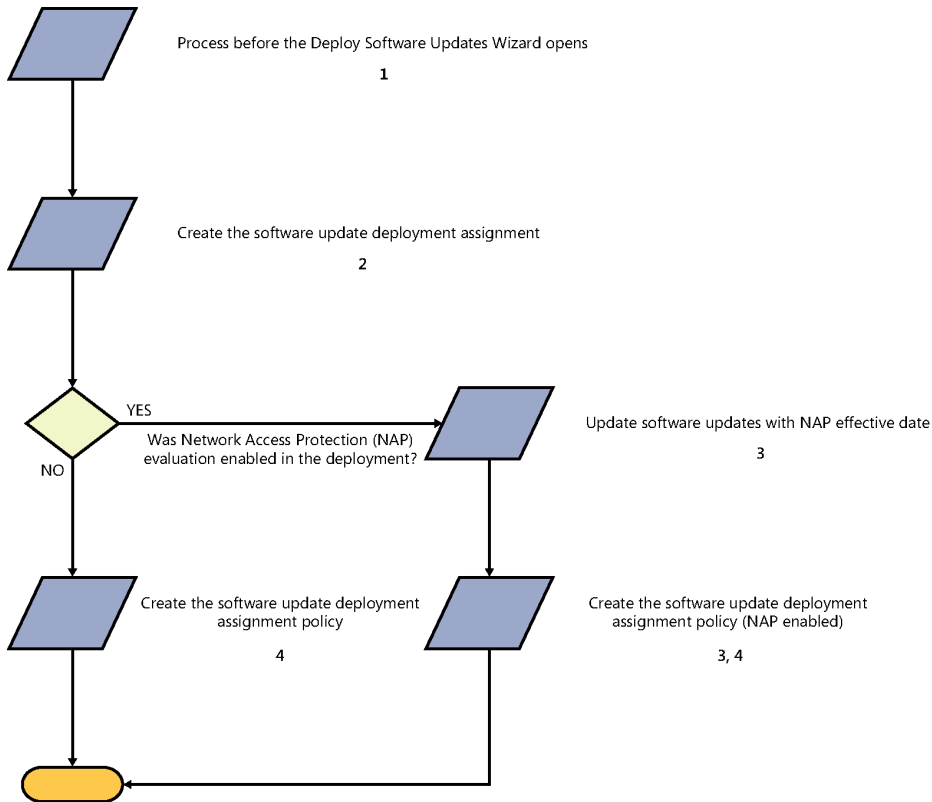 Process before the Deploy Software Updates Wizard opens
1
Create the software update deployment assignment
2
YES
Was Network Access Protection (NAP)
evaluation enabled in the deployment?
NO
Update software updates with NAP effective date
3
Create the software update deployment
assignment policy
4
Create the software update deployment
assignment policy (NAP enabled)
3, 4